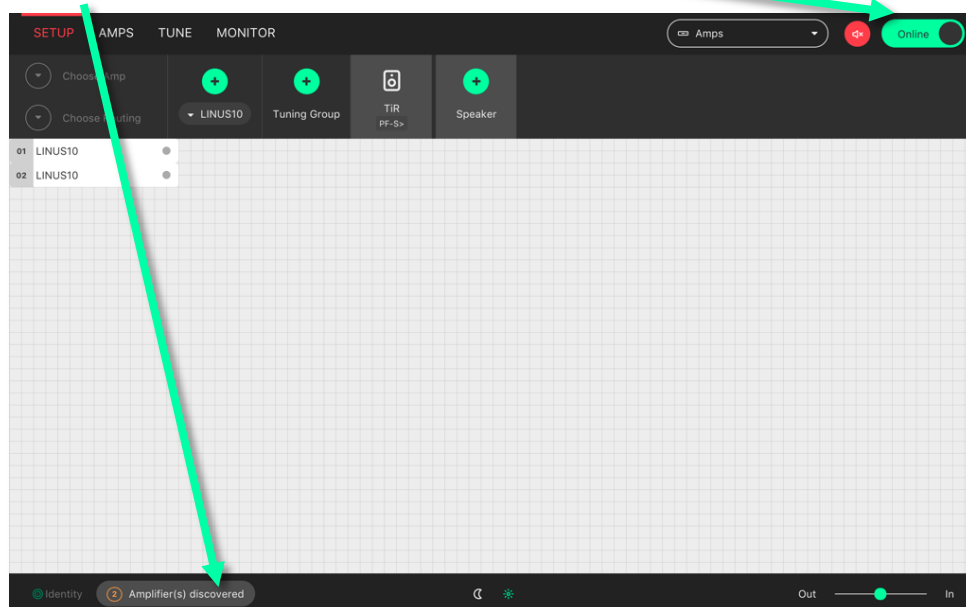 SETUP AMPS TUNE MONITOR
Amps
Online
Choose Amp
Choose Routing
LINUS10
Tuning Group
TiR
PF-S>
Speaker
01 LINUS10
02 LINUS10
Identity
2 Amplifier(s) discovered
Out
In